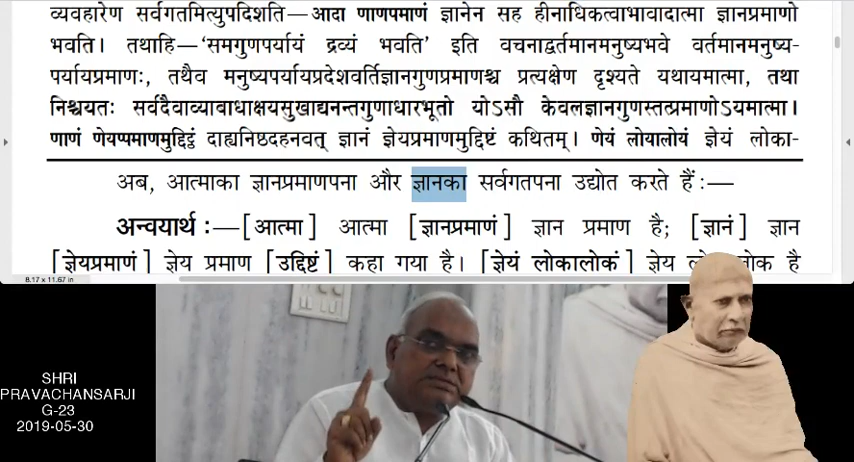 व्यवहारेण सर्वगतमित्युपदिशति—आदा णाणपमाणं ज्ञानेन सह हीनाधिकत्वाभावादात्मा ज्ञानप्रमाणो
भवति। तथाहि—‘समगुणपर्यायं द्रव्यं भवति’ इति वचनाद्वर्तमानमनुष्यभवे वर्तमानमनुष्य-
पर्यायप्रमाणः, तथैव मनुष्यपर्यायप्रदेशवर्तिज्ञानगुणप्रमाणश्च प्रत्यक्षेण दृश्यते यथायमात्मा, तथा
निश्चयतः सर्वदैवाव्याबाधाक्षयसुखाद्यनन्तगुणाधारभूतो योऽसौ केवलज्ञानगुणस्तत्प्रमाणोऽयमात्मा।
णाणं णेयप्पमाणमुद्दिट्ठं दाह्यनिष्ठदहनवत् ज्ञानं ज्ञेयप्रमाणमुद्दिष्टं कथितम्। णेयं लोयालोयं ज्ञेयं लोका-
अब, आत्माका ज्ञानप्रमाणपना और ज्ञानका सर्वगतपना उद्योत करते हैं :—
अन्वयार्थ :—[आत्मा] आत्मा [ज्ञानप्रमाणं] ज्ञान प्रमाण है; [ज्ञानं] ज्ञान
[ज्ञेयप्रमाणं] ज्ञेय प्रमाण [उद्दिष्टं] कहा गया है। [ज्ञेयं लोकालोकं] ज्ञेय है
8.17 x 11.67 in
SHRI
PRAVACHANSARJI
G-23
2019-05-30